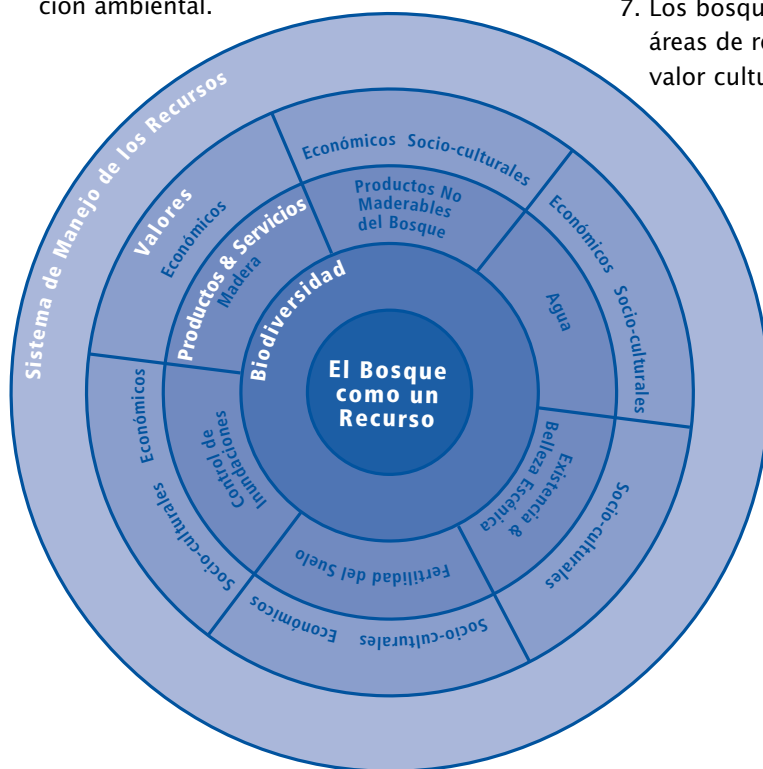 ción ambiental.
7. Los bosqu
áreas de r
valor cultu
Sistema de Manejo de los Recursos
Valores
Económicos
Productos & Servicios
Madera
Biodiversidad
El Bosque
como un
Recurso
Económicos Socio-culturales
Productos No
Maderables
del Bosque
Económicos Socio-culturales
Agua
Socio-culturales
Existencia &
Belleza Escénica
Socio-culturales Económicos
Fertilidad del Suelo
Socio-culturales Económicos
Control de
Inundaciones